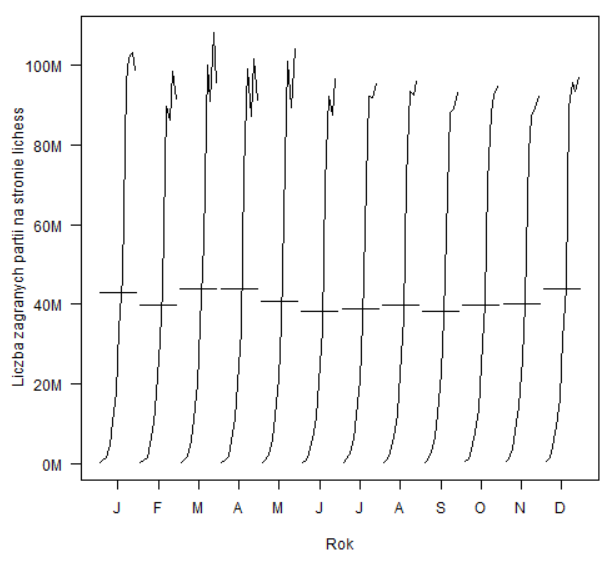 Liczba zagranych partii na stronie lichess
100M
80M
60M
40M
20M
0M
J F M A M J J A S O N D
Rok